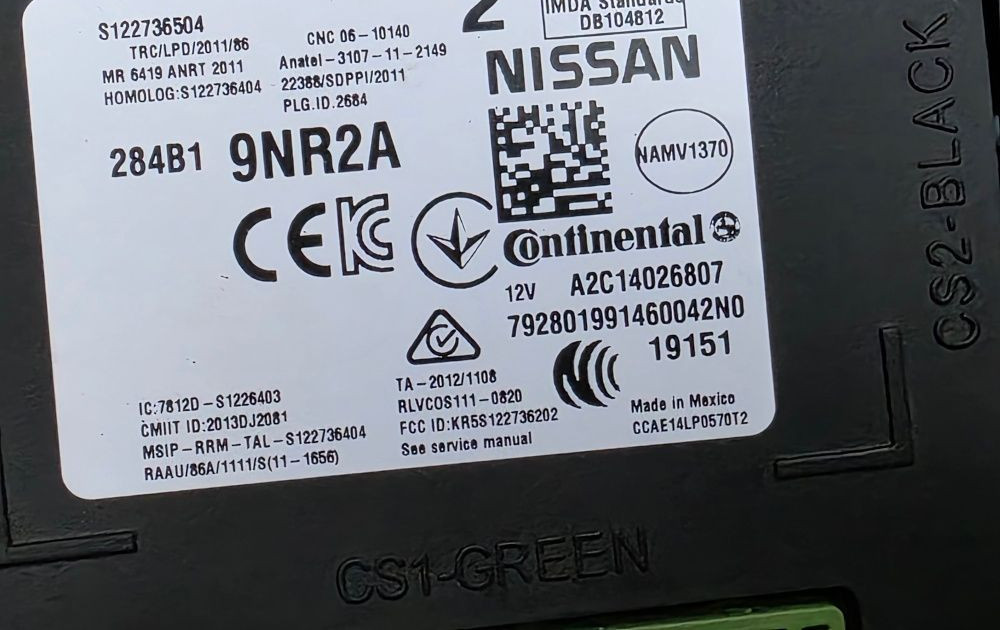 S122736504
TRC/LPD/2011/86
MR 6419 ANRT 2011
HOMOLOG:S122736404
CNC 06-10140
Anatel-3107-11-2149
22388/SDPPI/2011
PLG.ID.2684
2
IMDA Standards
DB104812
NISSAN
284B1 9NR2A
NAMV1370
CE
KC
Continental
12V A2C14026807
792801991460042N0
19151
TA-2012/1108
RLVCOS111-0820
FCC ID:KR5S122736202
See service manual
IC:7812D-S1226403
CMIIT ID:2013DJ2081
MSIP-RRM-TAL-S122736404
RAAU/86A/1111/S(11-1656)
Made in Mexico
CCAE14LP0570T2
CS2-BLACK
CS1-GREEN